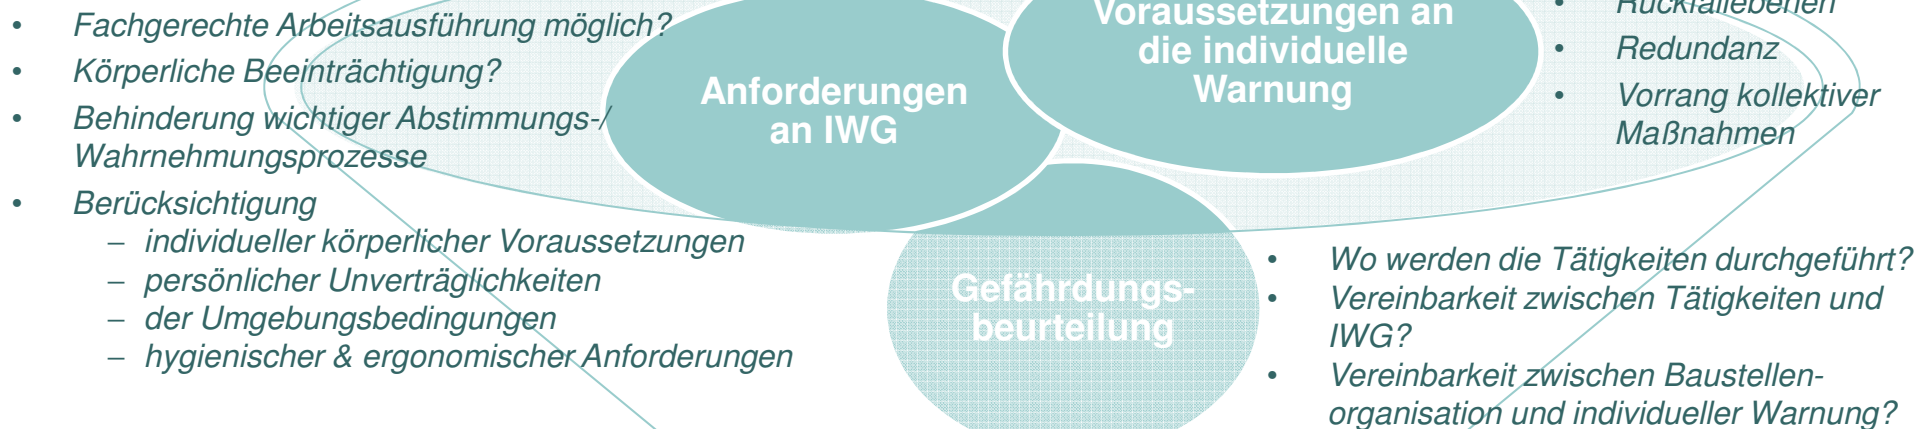 • Fachgerechte Arbeitsausführung möglich?
• Körperliche Beeinträchtigung?
• Behinderung wichtiger Abstimmungs-/
Wahrnehmungsprozesse
• Berücksichtigung
– individueller körperlicher Voraussetzungen
– persönlicher Unverträglichkeiten
– der Umgebungsbedingungen
– hygienischer & ergonomischer Anforderungen
Anforderungen
an IWG
Voraussetzungen an
die individuelle
Warnung
Gefährdungs-
beurteilung
• Rückfallebenen
• Redundanz
• Vorrang kollektiver
Maßnahmen
• Wo werden die Tätigkeiten durchgeführt?
• Vereinbarkeit zwischen Tätigkeiten und
IWG?
• Vereinbarkeit zwischen Baustellen-
organisation und individueller Warnung?